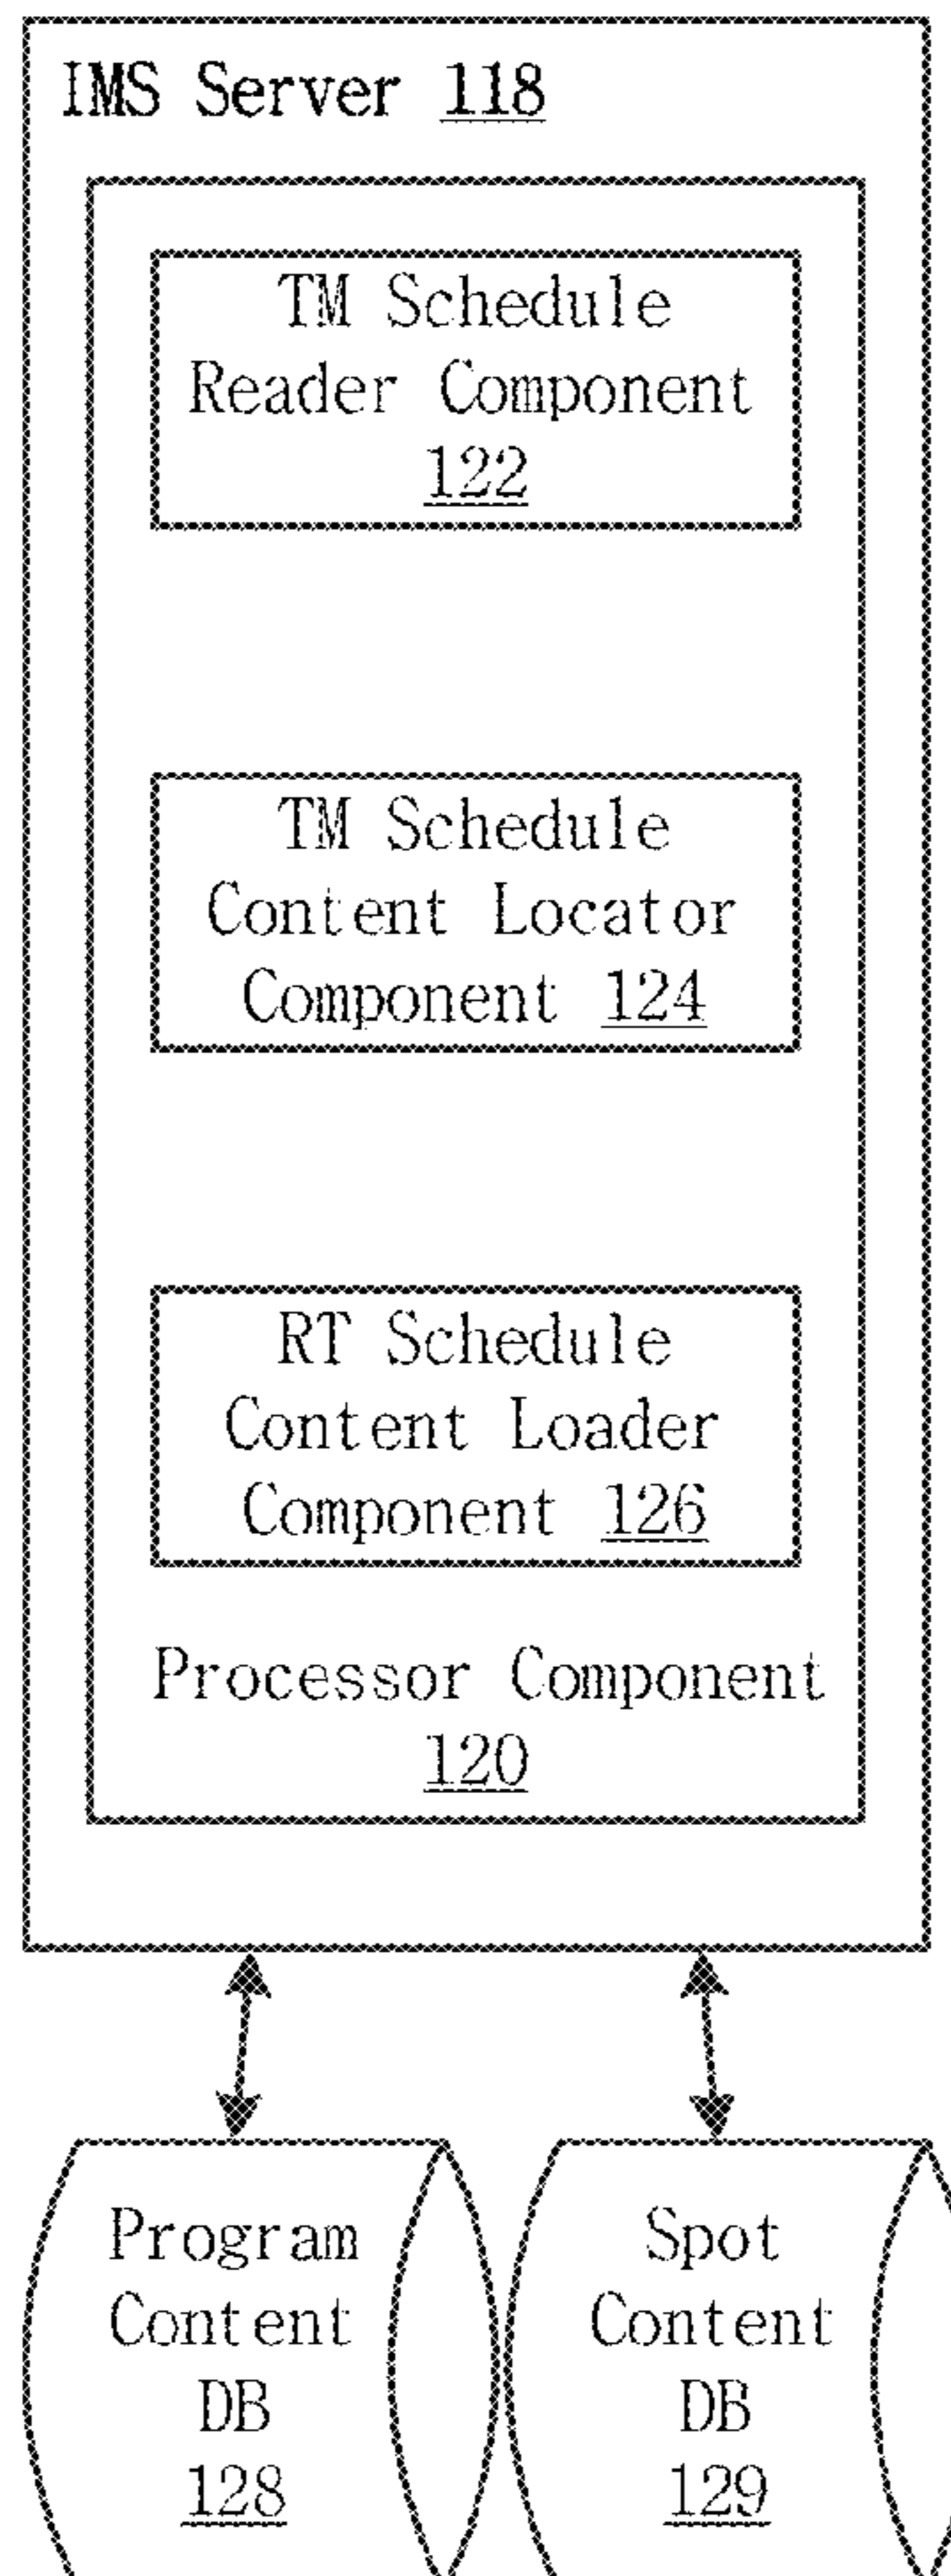 IMS Server 118
TM Schedule
Reader Component
122
TM Schedule
Content Locator
Component 124
RT Schedule
Content Loader
Component 126
Processor Component
120
Program
Content
DB
128
Spot
Content
DB
129